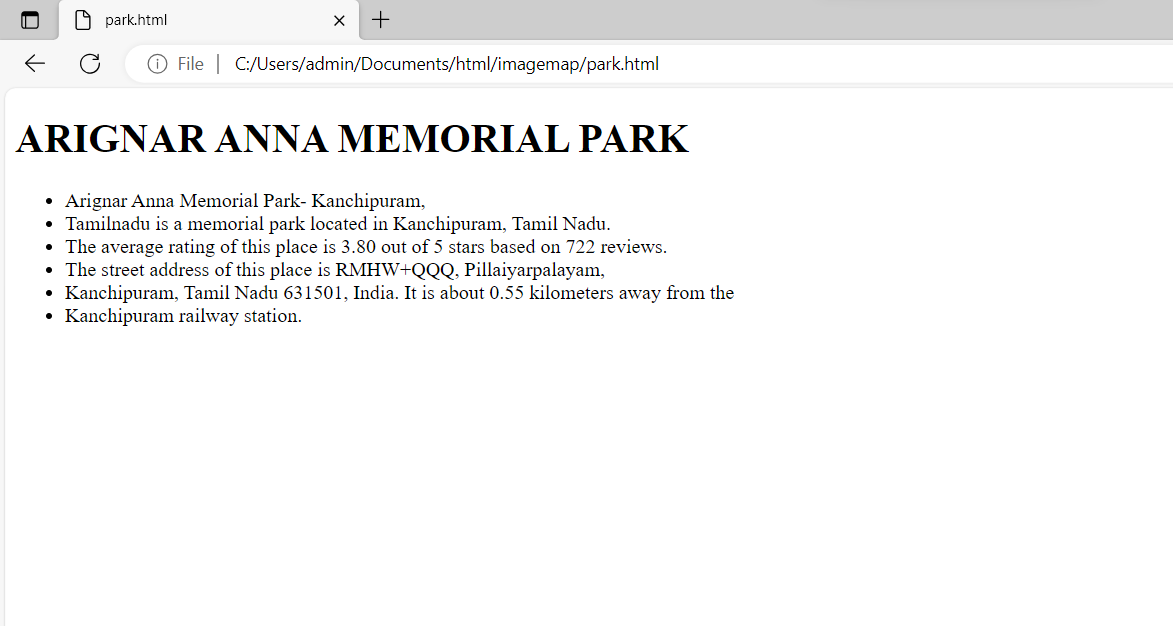 park.html
File
C:/Users/admin/Documents/html/imagemap/park.html
ARIGNAR ANNA MEMORIAL PARK
Arignar Anna Memorial Park- Kanchipuram,
Tamilnadu is a memorial park located in Kanchipuram, Tamil Nadu.
The average rating of this place is 3.80 out of 5 stars based on 722 reviews.
The street address of this place is RMHW+QQQ, Pillaiyarpalayam,
Kanchipuram, Tamil Nadu 631501, India. It is about 0.55 kilometers away from the
Kanchipuram railway station.